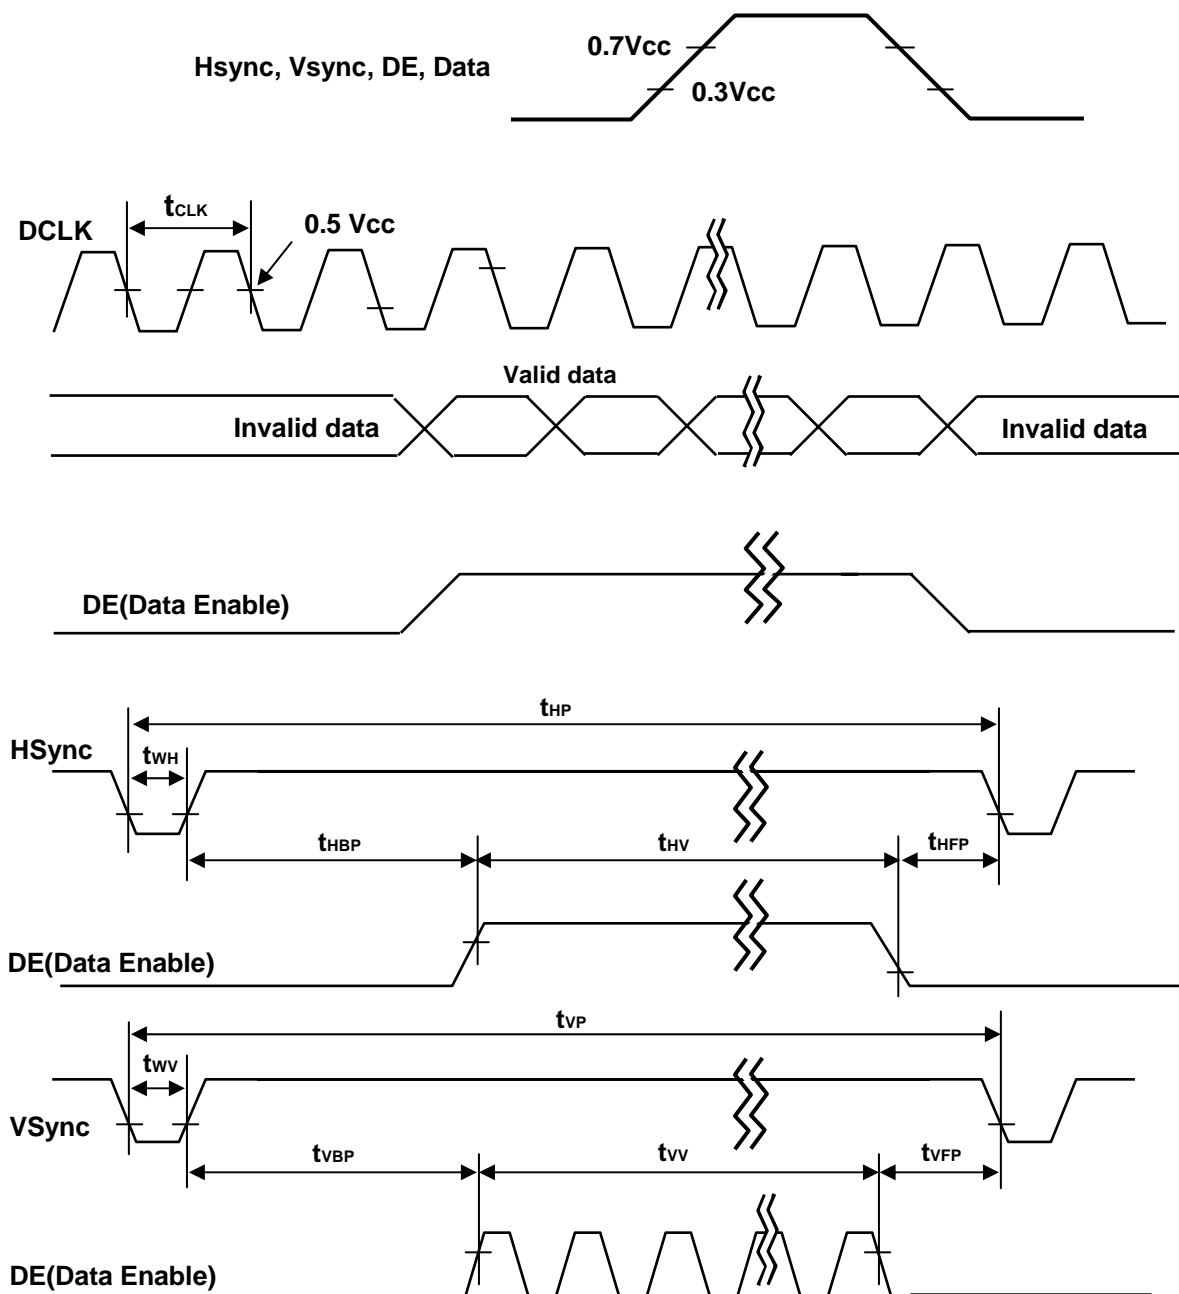 0.7Vcc
Hsync, Vsync, DE, Data
0.3Vcc
tCLK
0.5 Vcc
DCLK
Valid data
Invalid data
Invalid data
DE(Data Enable)
tHP
HSync
tWH
tHBP
tHV
tHFP
DE(Data Enable)
tVP
tWV
VSync
tVBP
tVV
tVFP
DE(Data Enable)